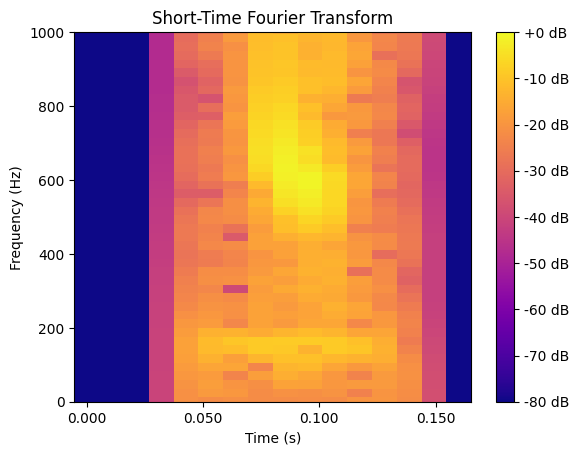 Short-Time Fourier Transform
1000
800
600
400
200
0
Frequency (Hz)
0.000
0.050
0.100
0.150
Time (s)
+0 dB
-10 dB
-20 dB
-30 dB
-40 dB
-50 dB
-60 dB
-70 dB
-80 dB